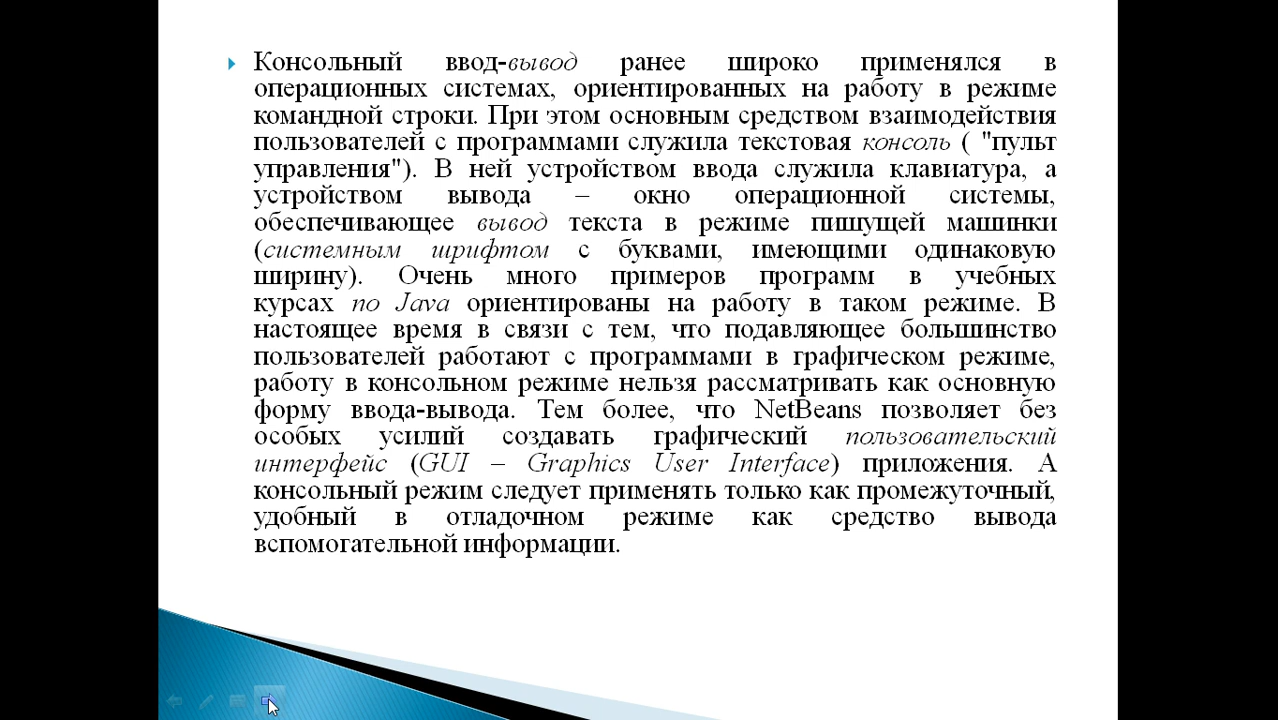 Консольный ввод-вывод ранее широко применялся в
операционных системах, ориентированных на работу в режиме
командной строки. При этом основным средством взаимодействия
пользователей с программами служила текстовая консоль ( "пульт
управления"). В ней устройством ввода служила клавиатура, а
устройством вывода – окно операционной системы,
обеспечивающее вывод текста в режиме пишущей машинки
(системным шрифтом с буквами, имеющими одинаковую
ширину). Очень много примеров программ в учебных
курсах по Java ориентированы на работу в таком режиме. В
настоящее время в связи с тем, что подавляющее большинство
пользователей работают с программами в графическом режиме,
работу в консольном режиме нельзя рассматривать как основную
форму ввода-вывода. Тем более, что NetBeans позволяет без
особых усилий создавать графический пользовательский
интерфейс (GUI – Graphics User Interface) приложения. А
консольный режим следует применять только как промежуточный,
удобный в отладочном режиме как средство вывода
вспомогательной информации.